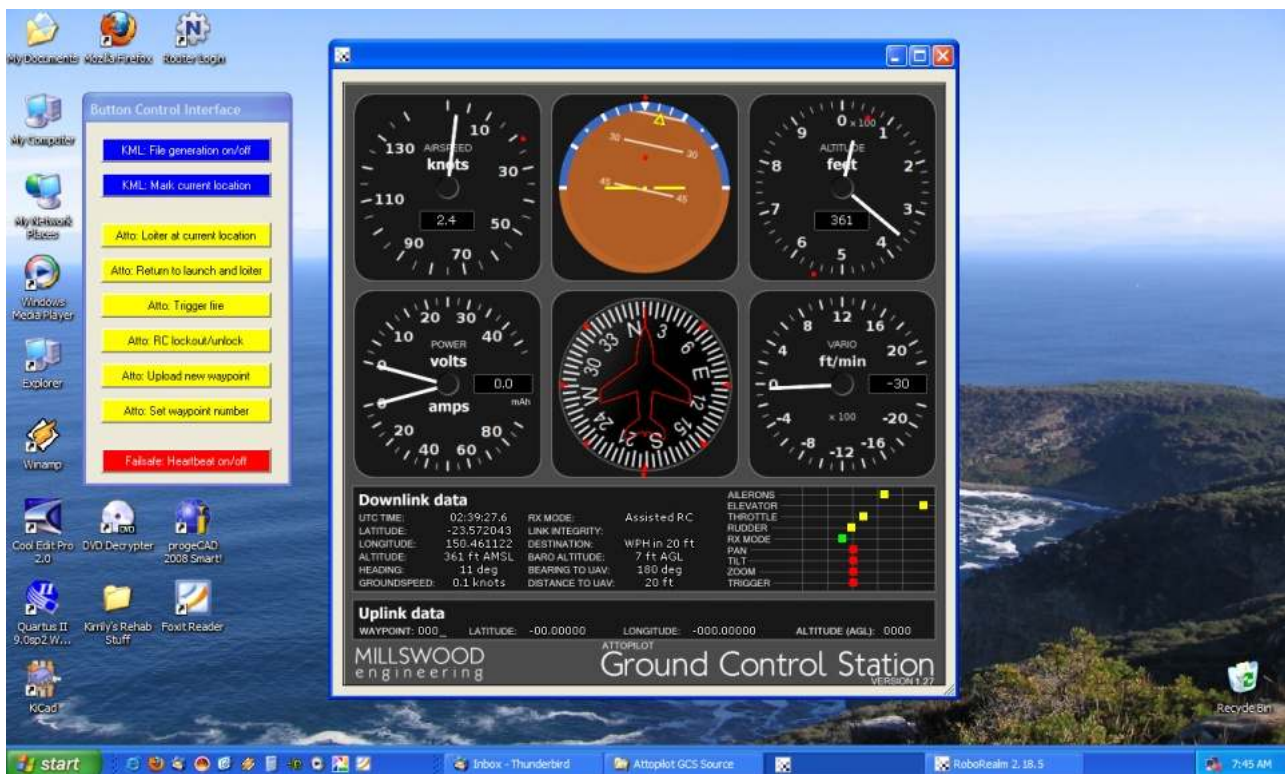 My Documents
Mozilla Firefox
Router Login
My Computer
My Network Places
Windows Media Player
Explorer
Winamp
Cool Edit Pro 2.0
DVD Decrypter
progeCAD 2008 Smart!
Quartus II 9.0sp2 W...
Kirrily's Rehab Stuff
Foxit Reader
KiCad
Button Control Interface
KML: File generation on/off
KML: Mark current location
Atto: Loiter at current location
Atto: Return to launch and loiter
Atto: Trigger fire
Atto: RC lockout/unlock
Atto: Upload new waypoint
Atto: Set waypoint number
Failsafe: Heartbeat on/off
10 30 50 70 90 110 130
AIRSPEED
knots
2.4
30 30
45 45
0 1 2 3 4 5 6 7 8 9
x 100
ALTITUDE
feet
361
0 10 20 30 40
POWER
volts
0.0
mAh
amps
0 20 40 60 80
N 3 6 E 12 15 S 21 24 W 30 33
0 4 8 12 16 20
VARIO
ft/min
-30
x 100
-4 -8 -12 -16 -20
Downlink data
UTC TIME: 02:39:27.6 RX MODE: Assisted RC
LATITUDE: -23.572043 LINK INTEGRITY:
LONGITUDE: 150.461122 DESTINATION: WPH in 20 ft
ALTITUDE: 361 ft AMSL BARO ALTITUDE: 7 ft AGL
HEADING: 11 deg BEARING TO UAV: 180 deg
GROUNDSPEED: 0.1 knots DISTANCE TO UAV: 20 ft
AILERONS
ELEVATOR
THROTTLE
RUDDER
RX MODE
PAN
TILT
ZOOM
TRIGGER
Uplink data
WAYPOINT: 000_ LATITUDE: -00.00000 LONGITUDE: -000.00000 ALTITUDE (AGL): 0000
MILLSWOOD
engineering
ATTOPILOT
Ground Control Station
VERSION 1.27
Recycle Bin
start
Inbox - Thunderbird
Attopilot GCS Source
RoboRealm 2.18.5
7:45 AM